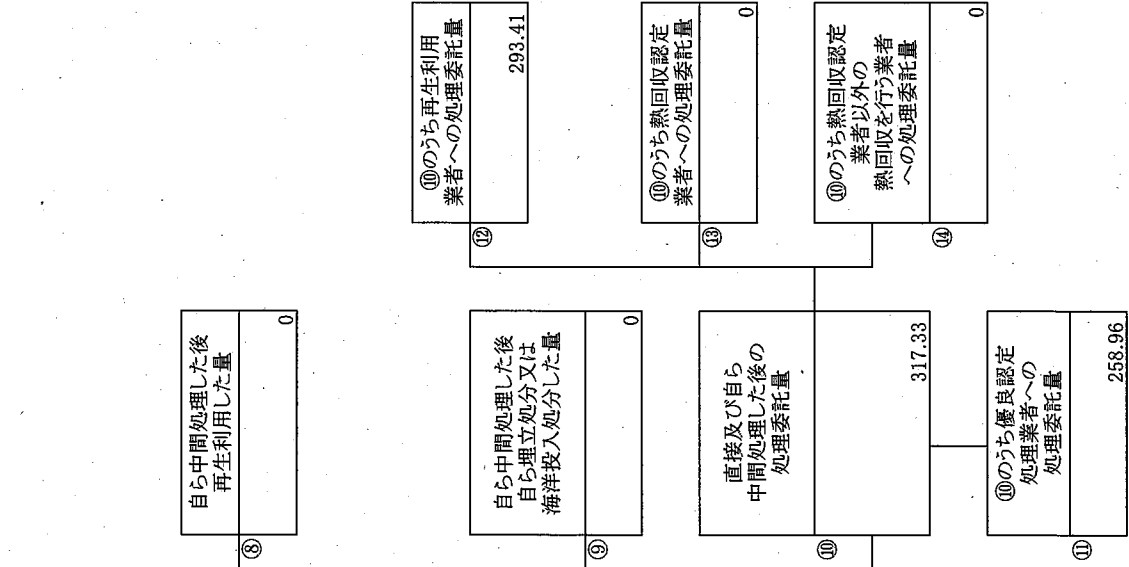 ⑧
自ら中間処理した後
再生利用した量
0
⑨
自ら中間処理した後
自ら埋立処分又は
海洋投入処分した量
0
⑩
直接及び自ら
中間処理した後の
処理委託量
317.33
⑪
⑩のうち優良認定
処理業者への
処理委託量
258.96
⑫
⑩のうち再生利用
業者への処理委託量
293.41
⑬
⑩のうち熱回収認定
業者への処理委託量
0
⑭
⑩のうち熱回収認定
業者以外の
熱回収を行う業者
への処理委託量
0